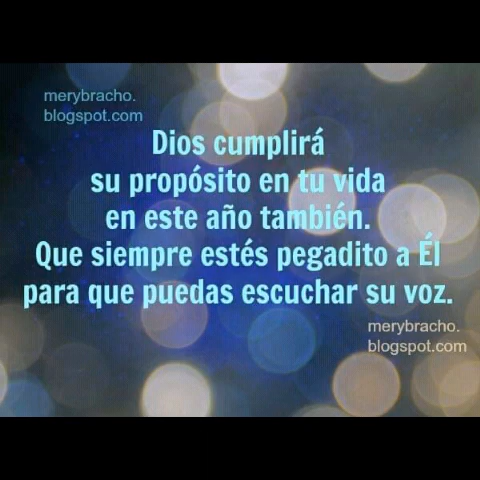 merybracho.
blogspot.com
Dios cumplirá
su propósito en tu vida
en este año también.
Que siempre estés pegadito a Él
para que puedas escuchar su voz.
merybracho.
blogspot.com